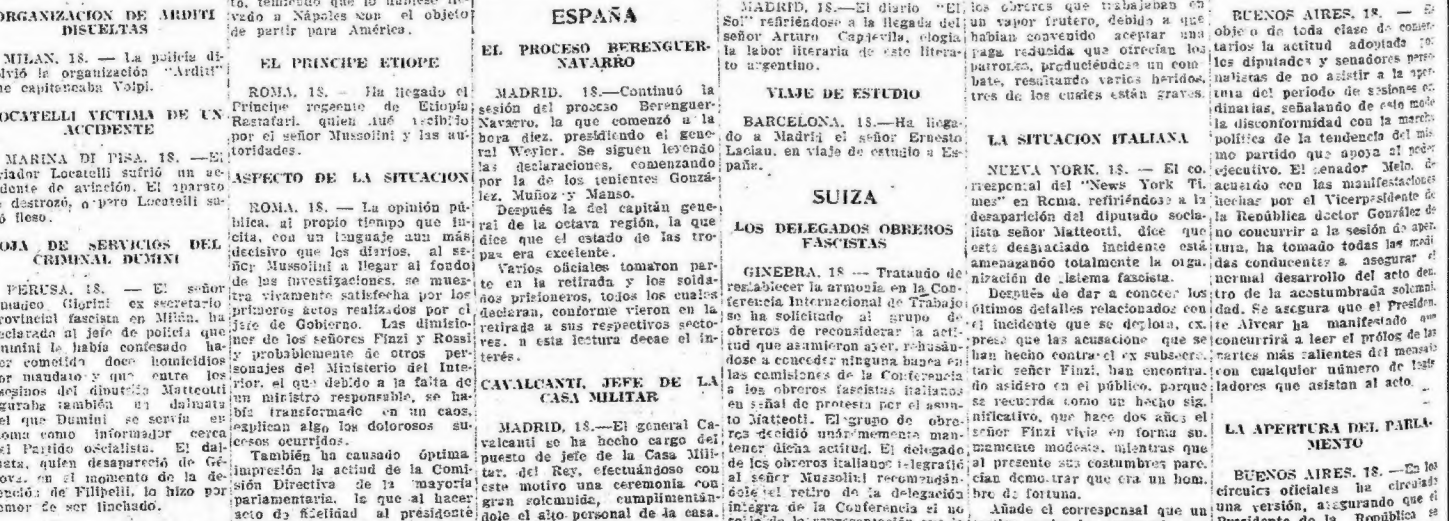 ORGANIZACION DE ARDITI
DISUELTAS
MILAN, 18. — La policía di-
lvió la organización "Arditi"
capitoneaba Volpi.
OCATELLI VICTIMA DE UN
ACCIDENTE
MARINA DI PISA, 18. —El
viador Locatelli sufrió un ac-
idente de aviación. El aparato
destrozó, pero Locatelli sa-
ó ileso.
OJA DE SERVICIOS DEL
CRIMINAL DUMINI
PERUSA, 18. — El señor
Giorini ex secretario
rovincial fascista en Milán, ha
eclarada al jefe de policía que
umini le había confesado ha-
er cometido doce homicidios
or mandato y que entre los
sesinos del diputado Matteotti
guraba también un dalmata
el que Dumini se servía en
oma como informador cerca
el Partido oscialista. El dal-
mata, quien desapareció de Gé-
nova, en el momento de la de-
ención de Filipelli, lo hizo por
emor de ser linchado.
to, temiendo que lo hubiese
vado a Nápoles con el objeto
de partir para América.
EL PRINCIPE ETIOPE
ROMA, 18. — Ha llegado el
Príncipe regente de Etiopía
Rastafari, quien fué recibido
por el señor Mussolini y las au-
toridades.
ASPECTO DE LA SITUACION
ROMA, 18. — La opinión pú-
blica, al propio tiempo que in-
cita, con un lenguaje aun más
decisivo que los diarios, al se-
ñor Mussolini a llegar al fondo
de las investigaciones, se mues-
tra vivamente satisfecha por los
primeros actos realizados por el
jefe de Gobierno. Las dimisio-
nes de los señores Finzi y Rossi
y probablemente de otros per-
sonajes del Ministerio del Inte-
rior, el que debido a la falta de
un ministro responsable, se ha-
bía transformado en un caos,
explican algo los dolorosos su-
cesos ocurridos.
También ha causado óptima
impresión la actiud de la Comi-
sión Directiva de la mayoría
parlamentaria, la que al hacer
acto de fidelidad al presidente
ESPAÑA
EL PROCESO BERENGUER-
NAVARRO
MADRID, 18.—Continuó la
sesión del proceso Berenguer-
Navarro, la que comenzó a la
hora diez, presidiendo el gene-
ral Weyler. Se siguen leyendo
las declaraciones, comenzando
por la de los tenientes Gonzá-
lez, Muñoz y Manso.
Después la del capitán gene-
ral de la octava región, la que
dice que el estado de las tro-
pas era excelente.
Varios oficiales tomaron par-
te en la retirada y los solda-
dos prisioneros, todos los cuales
declaran, conforme vieron en la
retirada a sus respectivos secto-
res. n esta lectura decae el in-
terés.
CAVALCANTI, JEFE DE LA
CASA MILITAR
MADRID, 18.—El general Ca-
valcanti se ha hecho cargo del
puesto de jefe de la Casa Mili-
tar, del Rey, efectuándose con
este motivo una ceremonia con
gran solemnida, cumplimentán-
dole el alto personal de la casa.
MADRID, 18.—El diario "El
Sol" refiriéndose a la llegada del
señor Arturo Capdevila, elogia
la labor literaria de este litera-
to argentino.
VIAJE DE ESTUDIO
BARCELONA, 18.—Ha llega-
do a Madrid el señor Ernesto
Laclau, en viaje de estudio a Es-
paña.
SUIZA
LOS DELEGADOS OBREROS
FASCISTAS
GINEBRA, 18 — Tratando de
restablecer la armonía en la Con-
ferencia Internacional de Trabajo
se ha solicitado al grupo de
obreros de reconsiderar la acti-
tud que asumieron ayer, rehusán-
dose a conceder ninguna banca en
las comisiones de la Conferencia
a los obreros fascistas italianos
en señal de protesta por el asun-
to Matteoti. El grupo de obre-
ros decidió unánimemente man-
tener dicha actitud. El delegado
de los obreros italianos telegrafió
al señor Mussolini recomendán-
dole el retiro de la delegación
íntegra de la Conferencia si no
los obreros que trabajaban en
un vapor frutero, debido a que
habían convenido aceptar una
paga reducida que ofrecían los
patrones, produciéndose un com
bate, resultando varios heridos,
tres de los cuales están graves.
LA SITUACION ITALIANA
NUEVA YORK, 18. — El co.
rresponsal del "News York Ti.
mes" en Roma, refiriéndose a la
desaparición del diputado socia-
lista señor Matteotti, dice que
este desgraciado incidente está
amenazando totalmente la orga.
nización de sistema fascista.
Después de dar a conocer los
últimos detalles relacionados con
el incidente que se deplora, ex.
presa que las acusacione que se
han hecho contra el ex subsecre.
tario señor Finzi, han encontra.
do asidero en el público, porque
se recuerda como un hecho sig.
nificativo, que hace dos años el
señor Finzi vivía en forma su.
mamente modesta, mientras que
al presente sus costumbres pare.
cían demostrar que era un hom.
bre de fortuna.
Añade el corresponsal que un
BUENOS AIRES, 18. — Es
objeto de toda clase de comen-
tarios la actitud adoptada por
los diputados y senadores perso-
nalistas de no asistir a la aper-
tura del período de sesiones or-
dinarias, señalando de este modo
la disconformidad con la marcha
política de la tendencia del mis-
mo partido que apoya al poder
ejecutivo. El senador Melo, de
acuerdo con las manifestaciones
hechas por el Vicepresidente de
la República doctor González de
no concurrir a la sesión de aper.
tura, ha tomado todas las medi
das conducentes a asegurar el
normal desarrollo del acto den.
tro de la acostumbrada solemni.
dad. Se asegura que el Presiden.
te Alvear ha manifestado que
concurrirá a leer el prólog de las
partes más salientes del mensaje
con cualquier número de legis
ladores que asistan al acto.
LA APERTURA DEL PARLA-
MENTO
BUENOS AIRES, 18. —En los
circulrs oficiales ha circulado
una versión, asegurando que el
Presidente de la República se